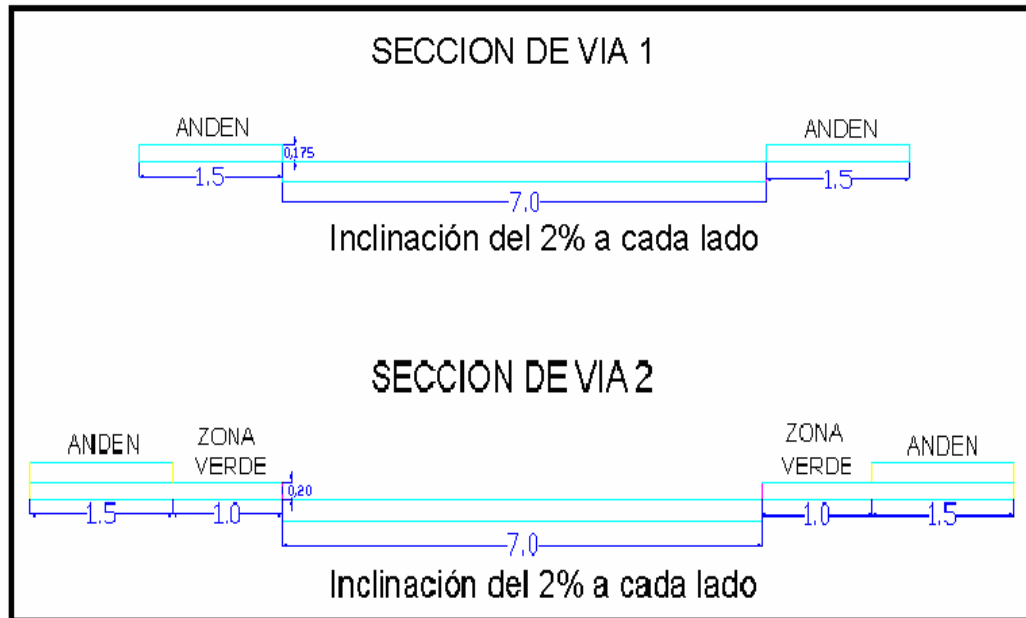 SECCION DE VIA 1
ANDEN ANDEN
0,175
1.5 1.5
7.0
Inclinación del 2% a cada lado
SECCION DE VIA 2
ANDEN ZONA VERDE ZONA VERDE ANDEN
0,20
1.5 1.0 1.0 1.5
7.0
Inclinación del 2% a cada lado